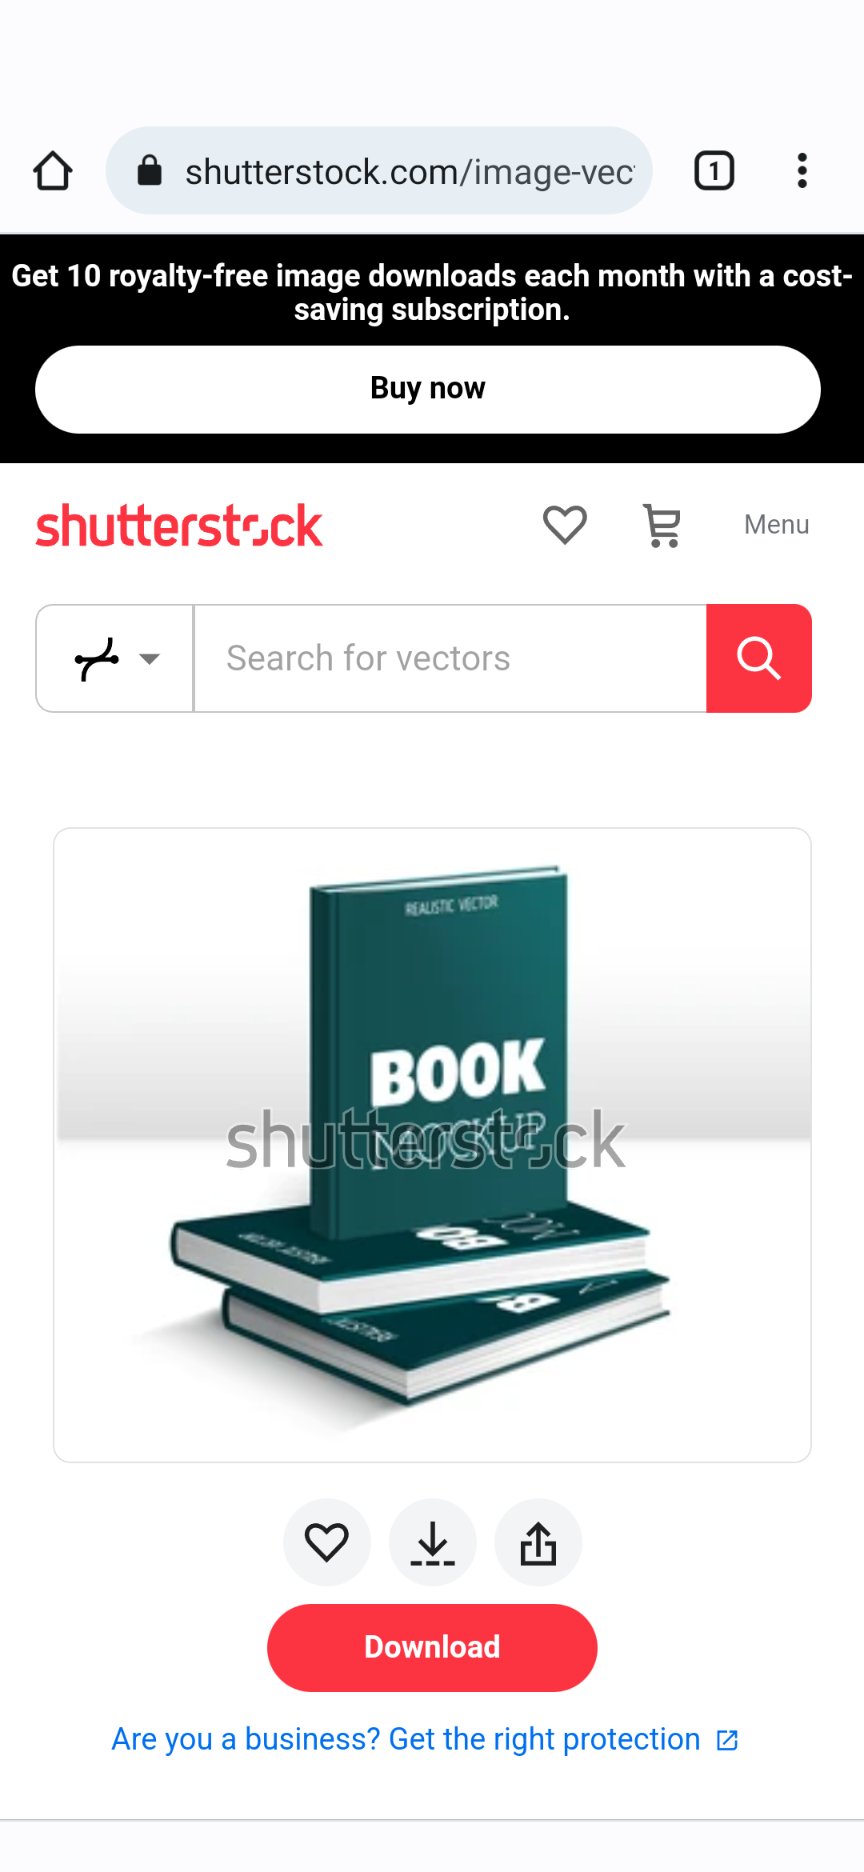 shutterstock.com/image-vec
1
Get 10 royalty-free image downloads each month with a cost-
saving subscription.
Buy now
shutterstock
Menu
Search for vectors
REALISTIC VECTOR
BOOK
MOCKUP
shutterstock
Download
Are you a business? Get the right protection